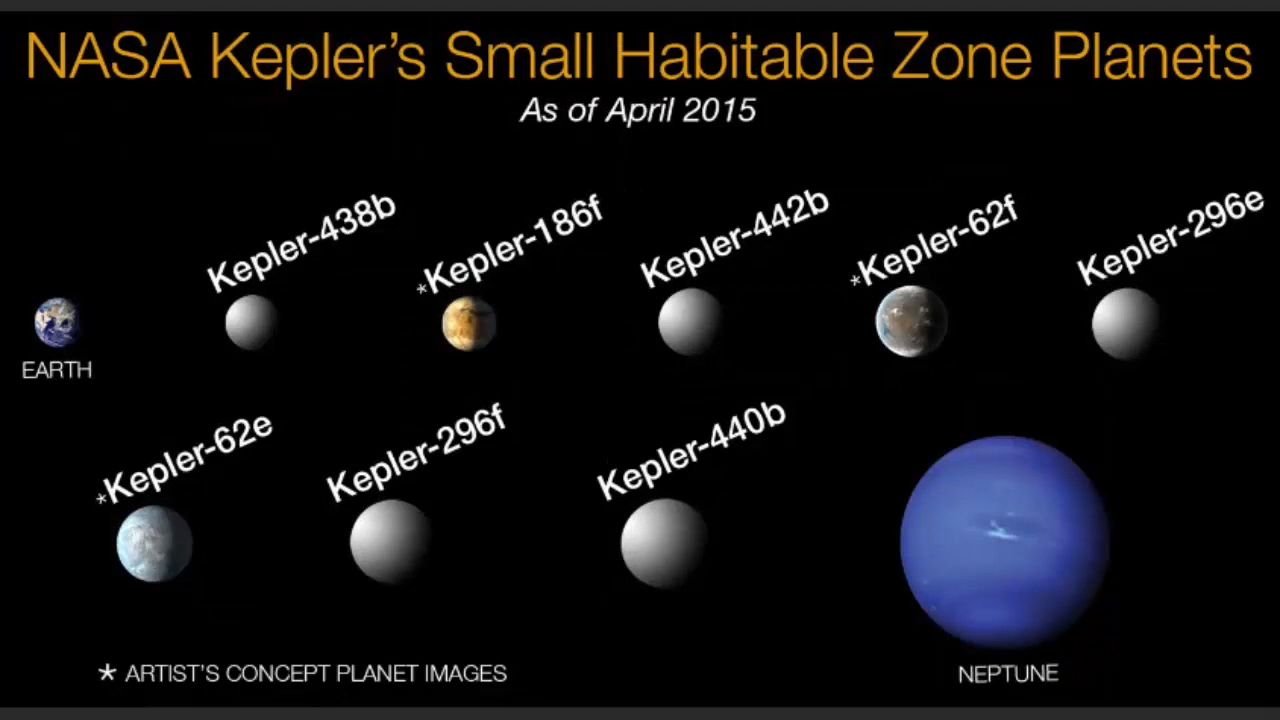 NASA Kepler's Small Habitable Zone Planets
As of April 2015
Kepler-438b
*Kepler-186f
Kepler-442b
*Kepler-62f
Kepler-296e
EARTH
*Kepler-62e
Kepler-296f
Kepler-440b
* ARTIST'S CONCEPT PLANET IMAGES
NEPTUNE